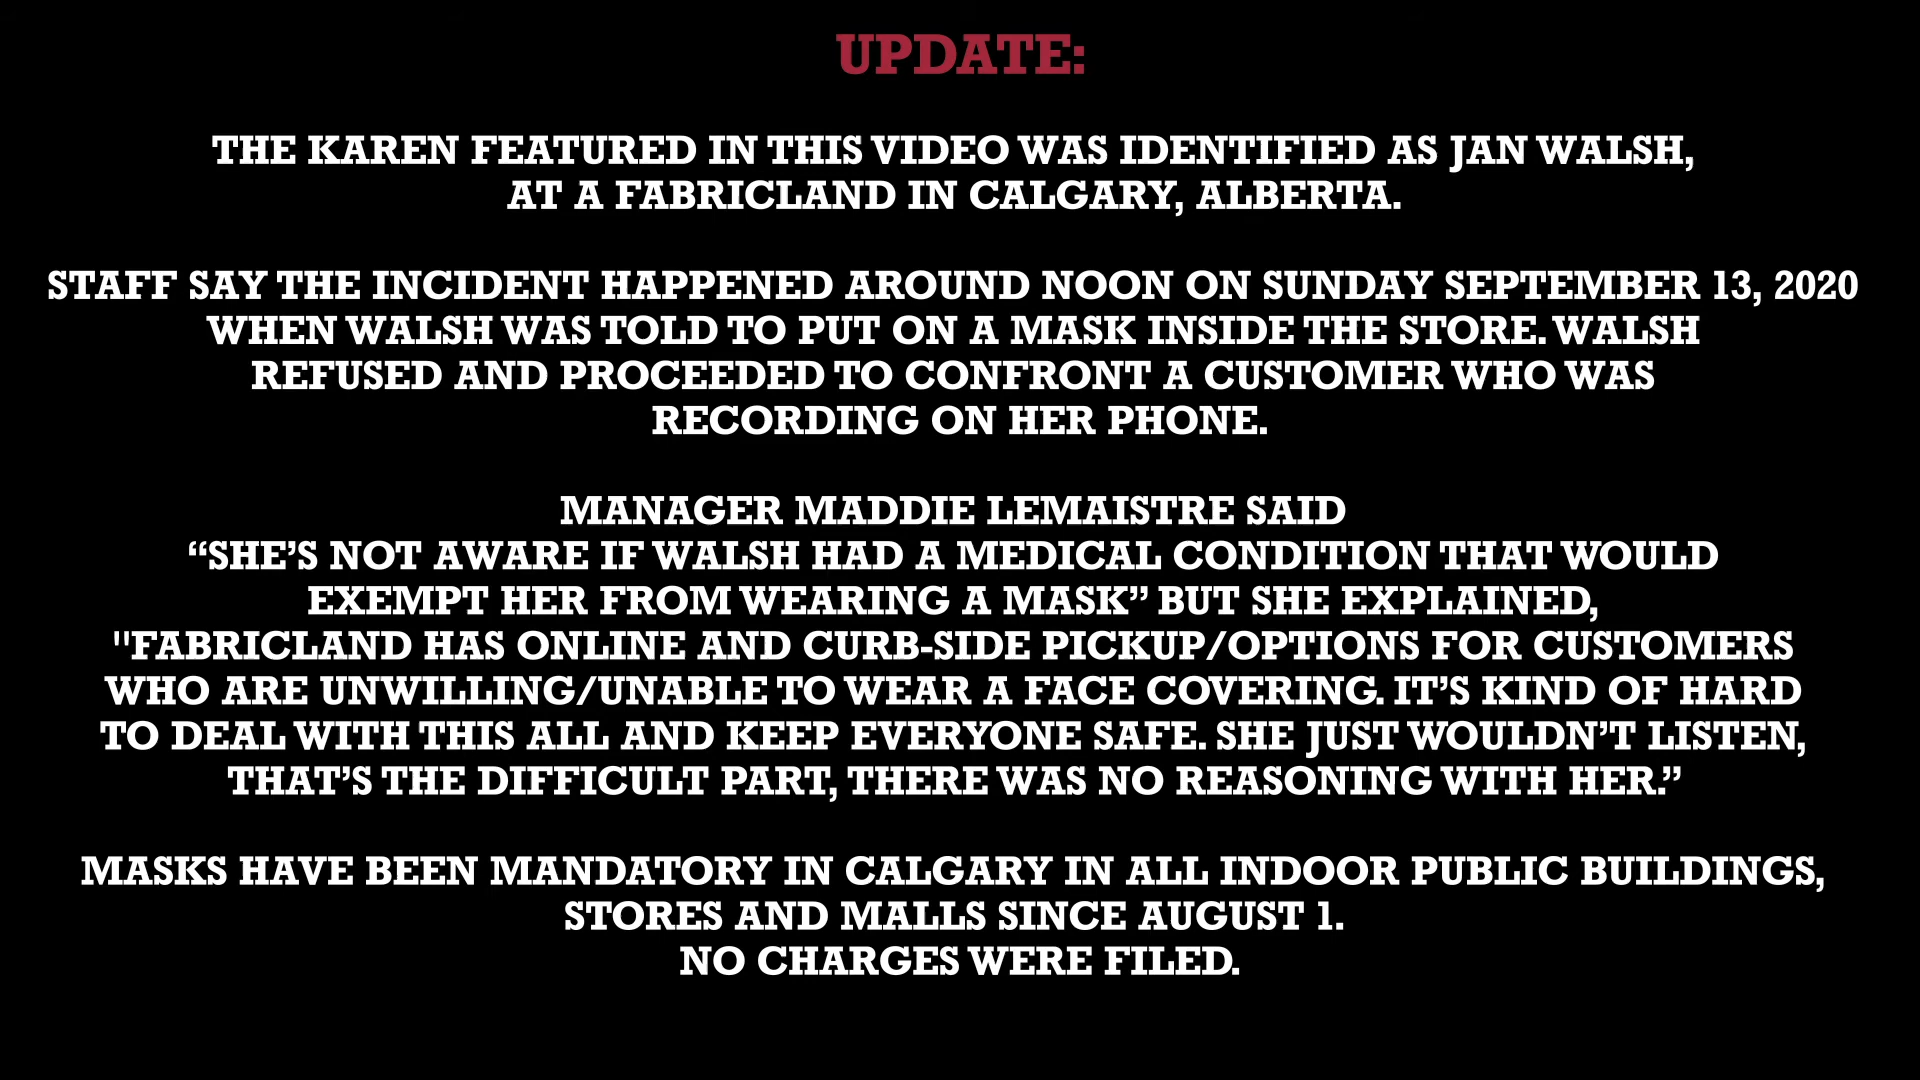 UPDATE:
THE KAREN FEATURED IN THIS VIDEO WAS IDENTIFIED AS JAN WALSH,
AT A FABRICLAND IN CALGARY, ALBERTA.
STAFF SAY THE INCIDENT HAPPENED AROUND NOON ON SUNDAY SEPTEMBER 13, 2020
WHEN WALSH WAS TOLD TO PUT ON A MASK INSIDE THE STORE. WALSH
REFUSED AND PROCEEDED TO CONFRONT A CUSTOMER WHO WAS
RECORDING ON HER PHONE.
MANAGER MADDIE LEMAISTRE SAID
“SHE’S NOT AWARE IF WALSH HAD A MEDICAL CONDITION THAT WOULD
EXEMPT HER FROM WEARING A MASK” BUT SHE EXPLAINED,
"FABRICLAND HAS ONLINE AND CURB-SIDE PICKUP/OPTIONS FOR CUSTOMERS
WHO ARE UNWILLING/UNABLE TO WEAR A FACE COVERING. IT’S KIND OF HARD
TO DEAL WITH THIS ALL AND KEEP EVERYONE SAFE. SHE JUST WOULDN’T LISTEN,
THAT’S THE DIFFICULT PART, THERE WAS NO REASONING WITH HER.”
MASKS HAVE BEEN MANDATORY IN CALGARY IN ALL INDOOR PUBLIC BUILDINGS,
STORES AND MALLS SINCE AUGUST 1.
NO CHARGES WERE FILED.